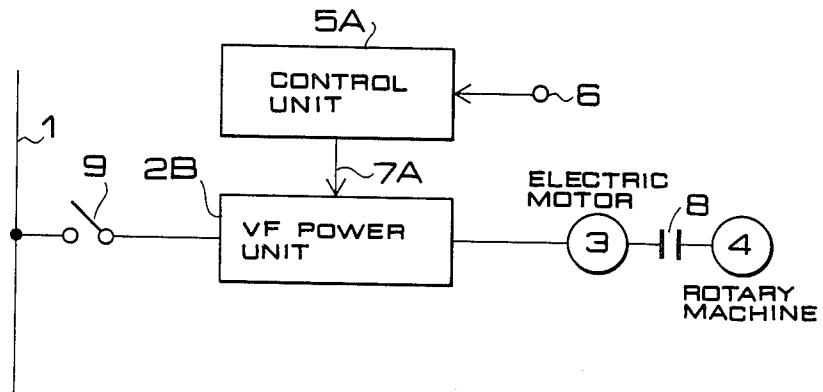 5A
CONTROL
UNIT
6
1
9
2B
7A
VF POWER
UNIT
ELECTRIC
MOTOR
8
3
4
ROTARY
MACHINE